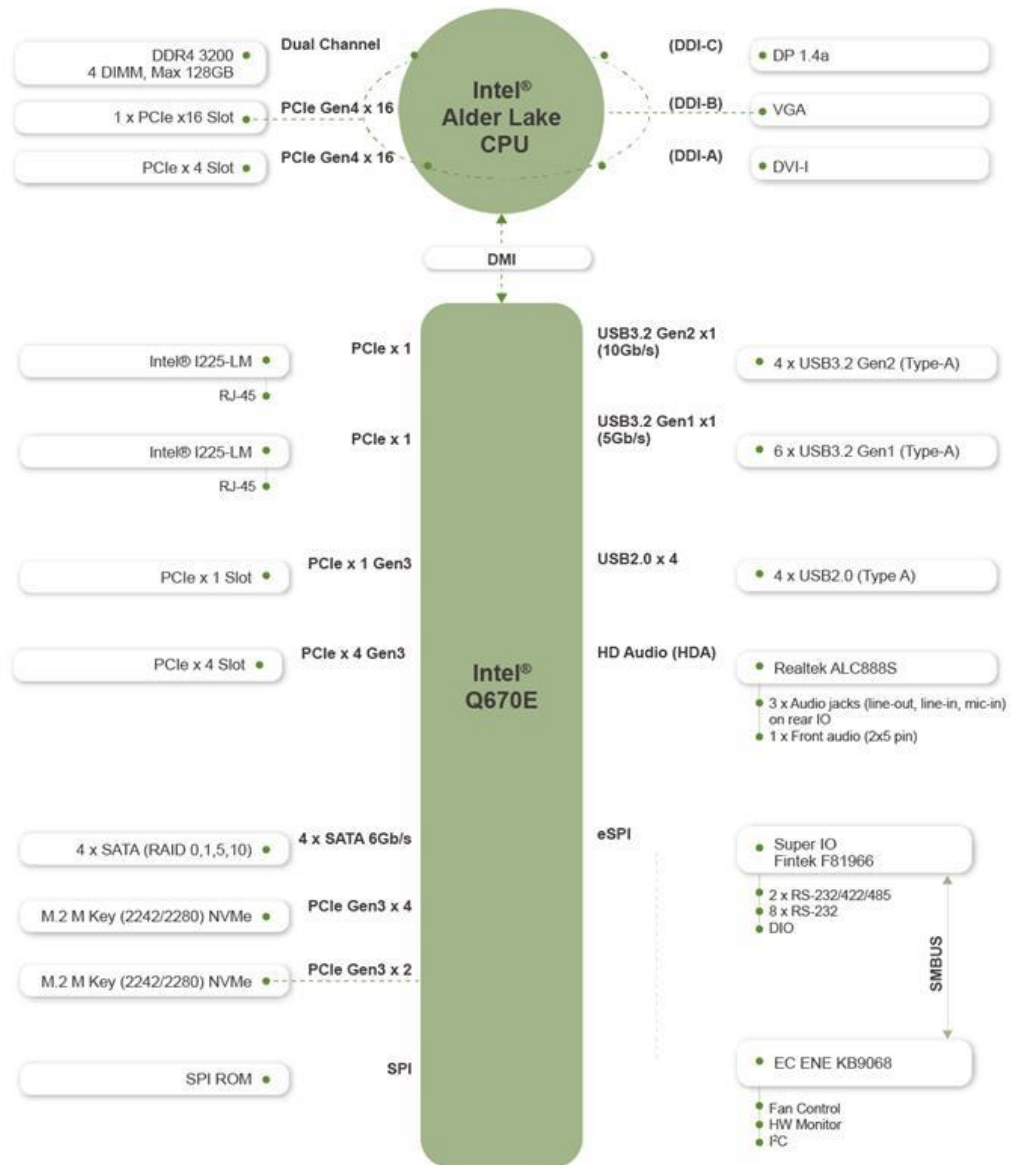 Dual Channel
DDR4 3200
4 DIMM, Max 128GB
PCIe Gen4 x 16
1 x PCIe x16 Slot
PCIe Gen4 x 16
PCIe x 4 Slot
Intel®
Alder Lake
CPU
(DDI-C)
DP 1.4a
(DDI-B)
VGA
(DDI-A)
DVI-I
DMI
PCIe x 1
Intel® I225-LM
RJ-45
PCIe x 1
Intel® I225-LM
RJ-45
PCIe x 1 Gen3
PCIe x 1 Slot
PCIe x 4 Gen3
PCIe x 4 Slot
4 x SATA 6Gb/s
4 x SATA (RAID 0,1,5,10)
PCIe Gen3 x 4
M.2 M Key (2242/2280) NVMe
PCIe Gen3 x 2
M.2 M Key (2242/2280) NVMe
SPI
SPI ROM
Intel®
Q670E
USB3.2 Gen2 x1
(10Gb/s)
4 x USB3.2 Gen2 (Type-A)
USB3.2 Gen1 x1
(5Gb/s)
6 x USB3.2 Gen1 (Type-A)
USB2.0 x 4
4 x USB2.0 (Type A)
HD Audio (HDA)
Realtek ALC888S
3 x Audio jacks (line-out, line-in, mic-in)
on rear IO
1 x Front audio (2x5 pin)
eSPI
Super IO
Fintek F81966
2 x RS-232/422/485
8 x RS-232
DIO
SMBUS
EC ENE KB9068
Fan Control
HW Monitor
I²C